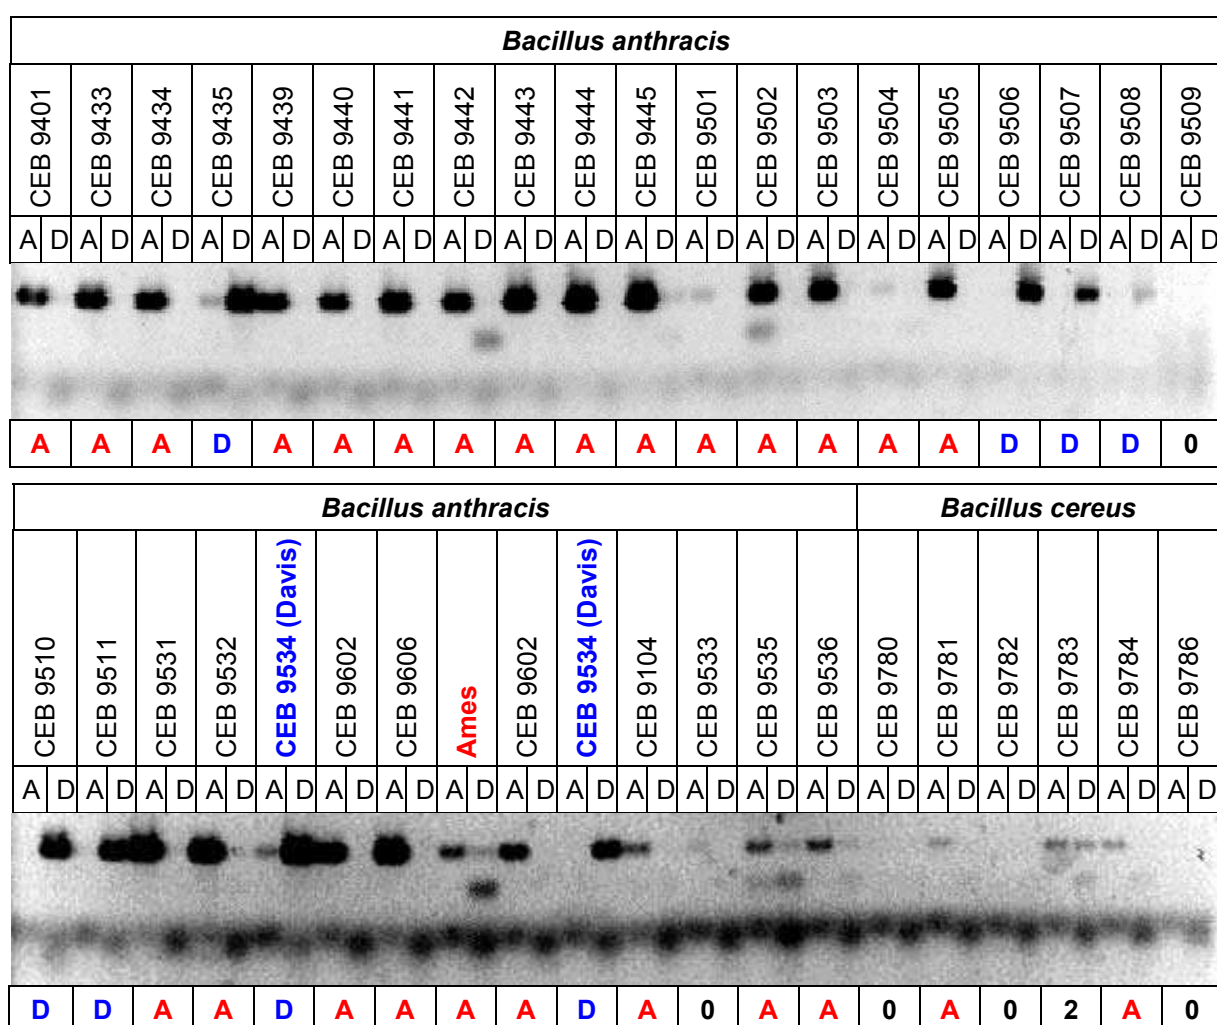 Bacillus anthracis
CEB 9401 CEB 9433 CEB 9434 CEB 9435 CEB 9439 CEB 9440 CEB 9441 CEB 9442 CEB 9443 CEB 9444 CEB 9445 CEB 9501 CEB 9502 CEB 9503 CEB 9504 CEB 9505 CEB 9506 CEB 9507 CEB 9508 CEB 9509
A D A D A D A D A D A D A D A D A D A D A D A D A D A D A D A D A D A D A D A D
A A A D A A A A A A A A A A A A D D D 0
Bacillus anthracis Bacillus cereus
CEB 9510 CEB 9511 CEB 9531 CEB 9532 CEB 9534 (Davis) CEB 9602 CEB 9606 Ames CEB 9602 CEB 9534 (Davis) CEB 9104 CEB 9533 CEB 9535 CEB 9536 CEB 9780 CEB 9781 CEB 9782 CEB 9783 CEB 9784 CEB 9786
A D A D A D A D A D A D A D A D A D A D A D A D A D A D A D A D A D A D A D A D
D D A A D A A A A D A 0 A A 0 A 0 2 A 0